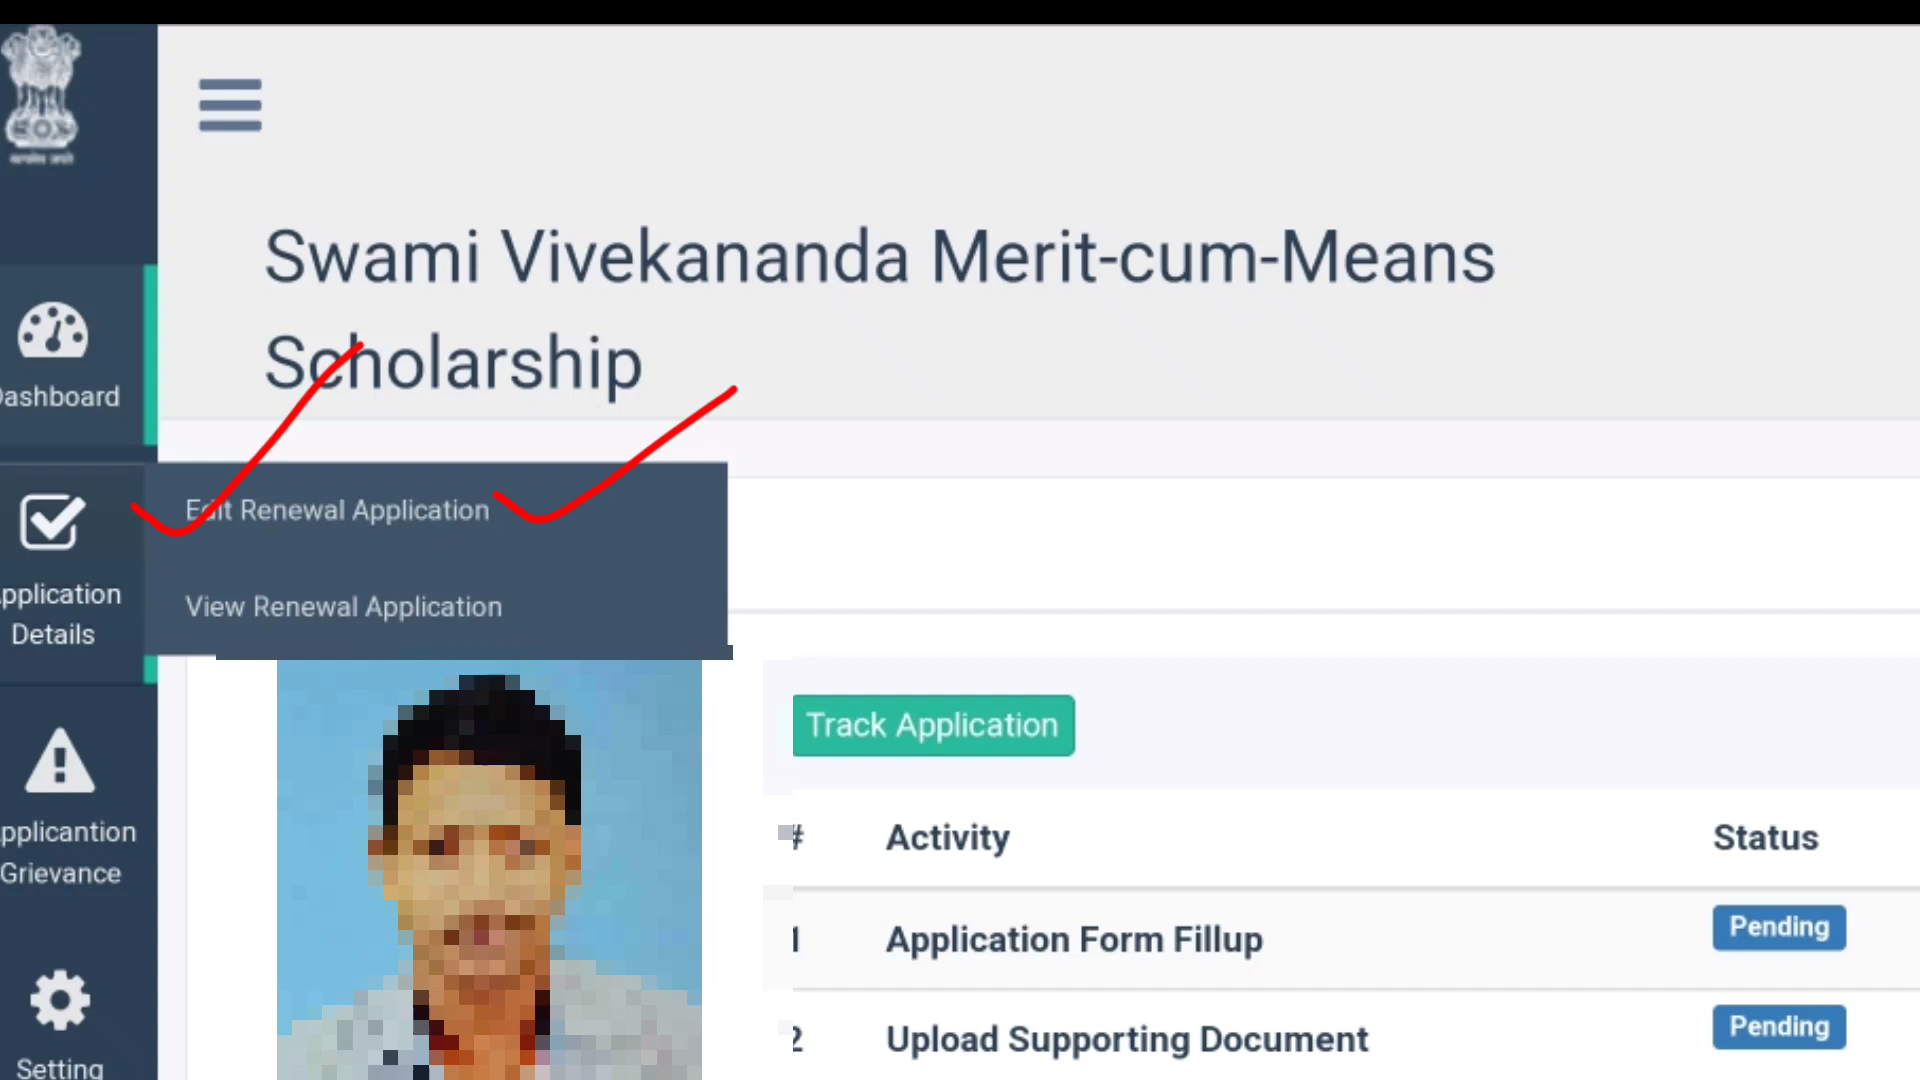 Swami Vivekananda Merit-cum-Means
Scholarship
ashboard
Edit Renewal Application
View Renewal Application
pplication
Details
Track Application
pplicantion
Grievance
# Activity Status
1 Application Form Fillup Pending
2 Upload Supporting Document Pending
Setting